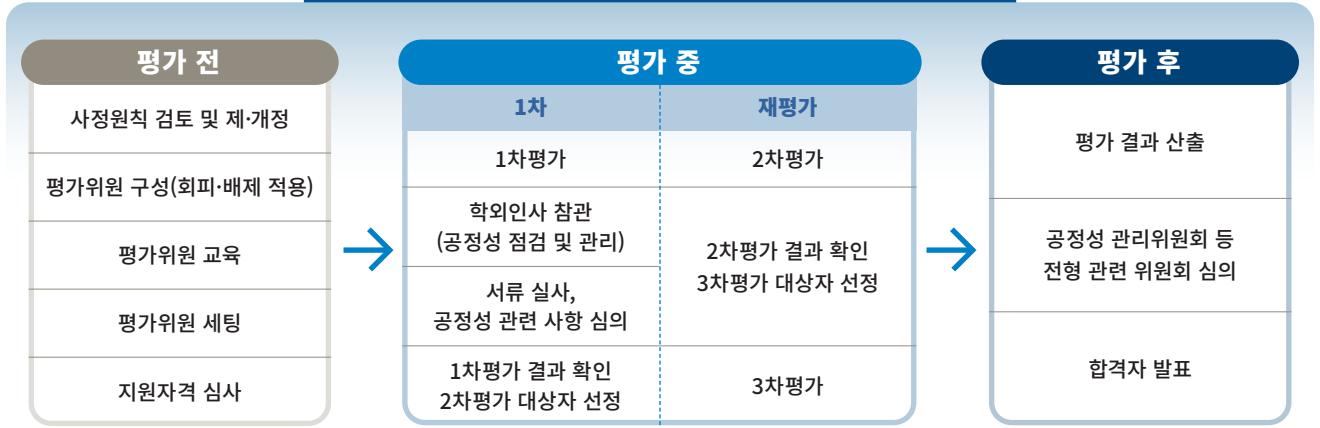 평가 전
사정원칙 검토 및 제·개정
평가위원 구성(회피·배제 적용)
평가위원 교육
평가위원 세팅
지원자격 심사
평가 중
1차
1차평가
학외인사 참관
(공정성 점검 및 관리)
서류 실사,
공정성 관련 사항 심의
1차평가 결과 확인
2차평가 대상자 선정
재평가
2차평가
2차평가 결과 확인
3차평가 대상자 선정
3차평가
평가 후
평가 결과 산출
공정성 관리위원회 등
전형 관련 위원회 심의
합격자 발표